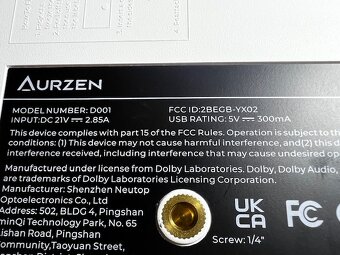 AURZEN
MODEL NUMBER: D001 FCC ID:2BEGB-YX02
INPUT:DC 21V 2.85A USB RATING: 5V 300mA
This device complies with part 15 of the FCC Rules. Operation is subject to
conditions: (1) This device may not cause harmful interference, and(2) this
interference received, including interference that may cause undesired op
Manufactured under license from Dolby Laboratories. Dolby, Dolby Audio,
of Dolby Laboratories Licensing Corporation.
Manufacturer: Shenzhen Neutop
Optoelectronics Co., Ltd
Address: 502, BLDG 4, Pingshan
minQi Technology Park, No. 65
ishan Road, Pingshan
ommunity,Taoyuan Street,
UK
CA
FC
Screw: 1/4"